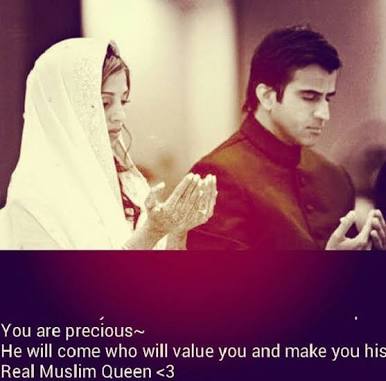 You are precious~
He will come who will value you and make you his
Real Muslim Queen <3